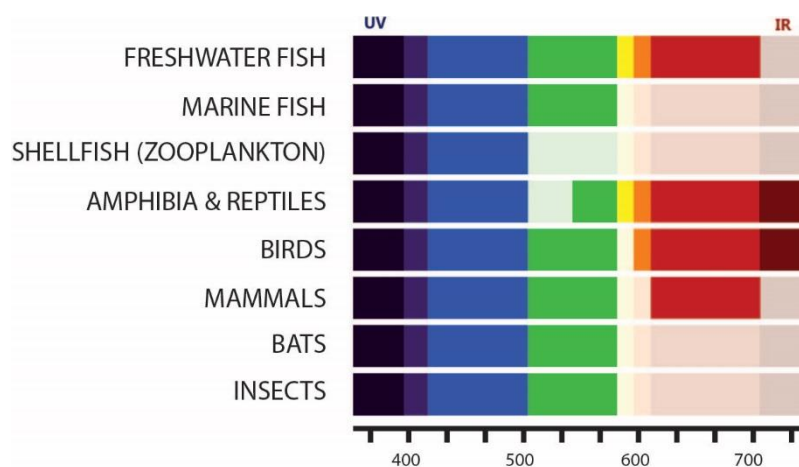 UV IR
FRESHWATER FISH
MARINE FISH
SHELLFISH (ZOOPLANKTON)
AMPHIBIA & REPTILES
BIRDS
MAMMALS
BATS
INSECTS
400 500 600 700